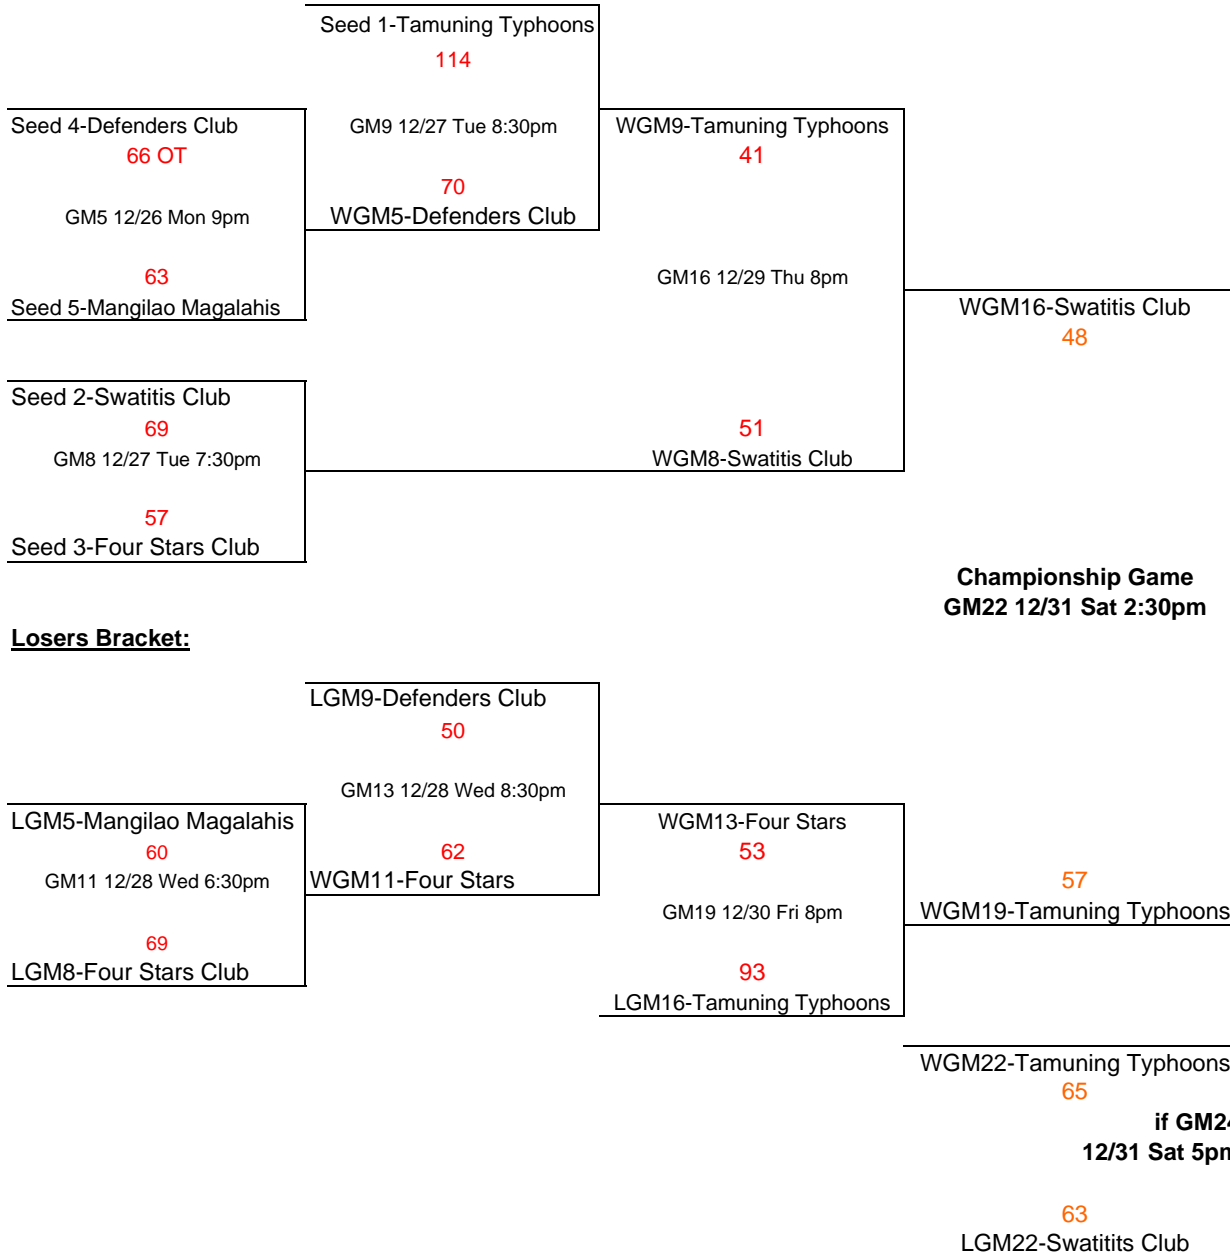 Seed 1-Tamuning Typhoons
114
Seed 4-Defenders Club
GM9 12/27 Tue 8:30pm
WGM9-Tamuning Typhoons
66 OT
41
70
GM5 12/26 Mon 9pm
WGM5-Defenders Club
63
GM16 12/29 Thu 8pm
Seed 5-Mangilao Magalahis
WGM16-Swatitis Club
48
Seed 2-Swatitis Club
69
51
GM8 12/27 Tue 7:30pm
WGM8-Swatitis Club
57
Seed 3-Four Stars Club
Championship Game
GM22 12/31 Sat 2:30pm
Losers Bracket:
LGM9-Defenders Club
50
GM13 12/28 Wed 8:30pm
LGM5-Mangilao Magalahis
WGM13-Four Stars
60
62
53
GM11 12/28 Wed 6:30pm
WGM11-Four Stars
57
GM19 12/30 Fri 8pm
WGM19-Tamuning Typhoons
69
LGM8-Four Stars Club
93
LGM16-Tamuning Typhoons
WGM22-Tamuning Typhoons
65
if GM24
12/31 Sat 5pm
63
LGM22-Swatitits Club